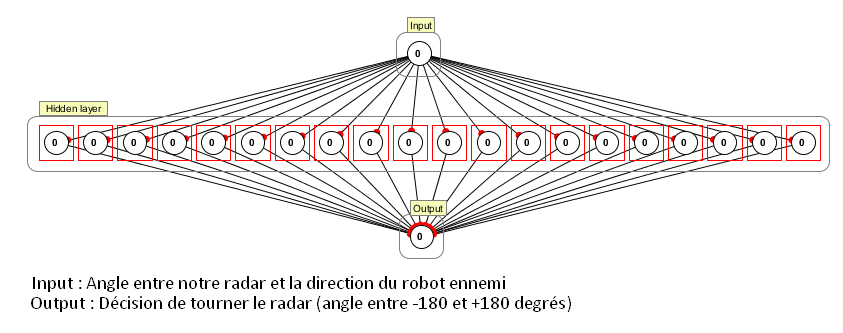 Input
0
Hidden layer
0 0 0 0 0 0 0 0 0 0 0 0 0 0 0 0 0 0 0 0
Output
0
Input : Angle entre notre radar et la direction du robot ennemi
Output : Décision de tourner le radar (angle entre -180 et +180 degrés)